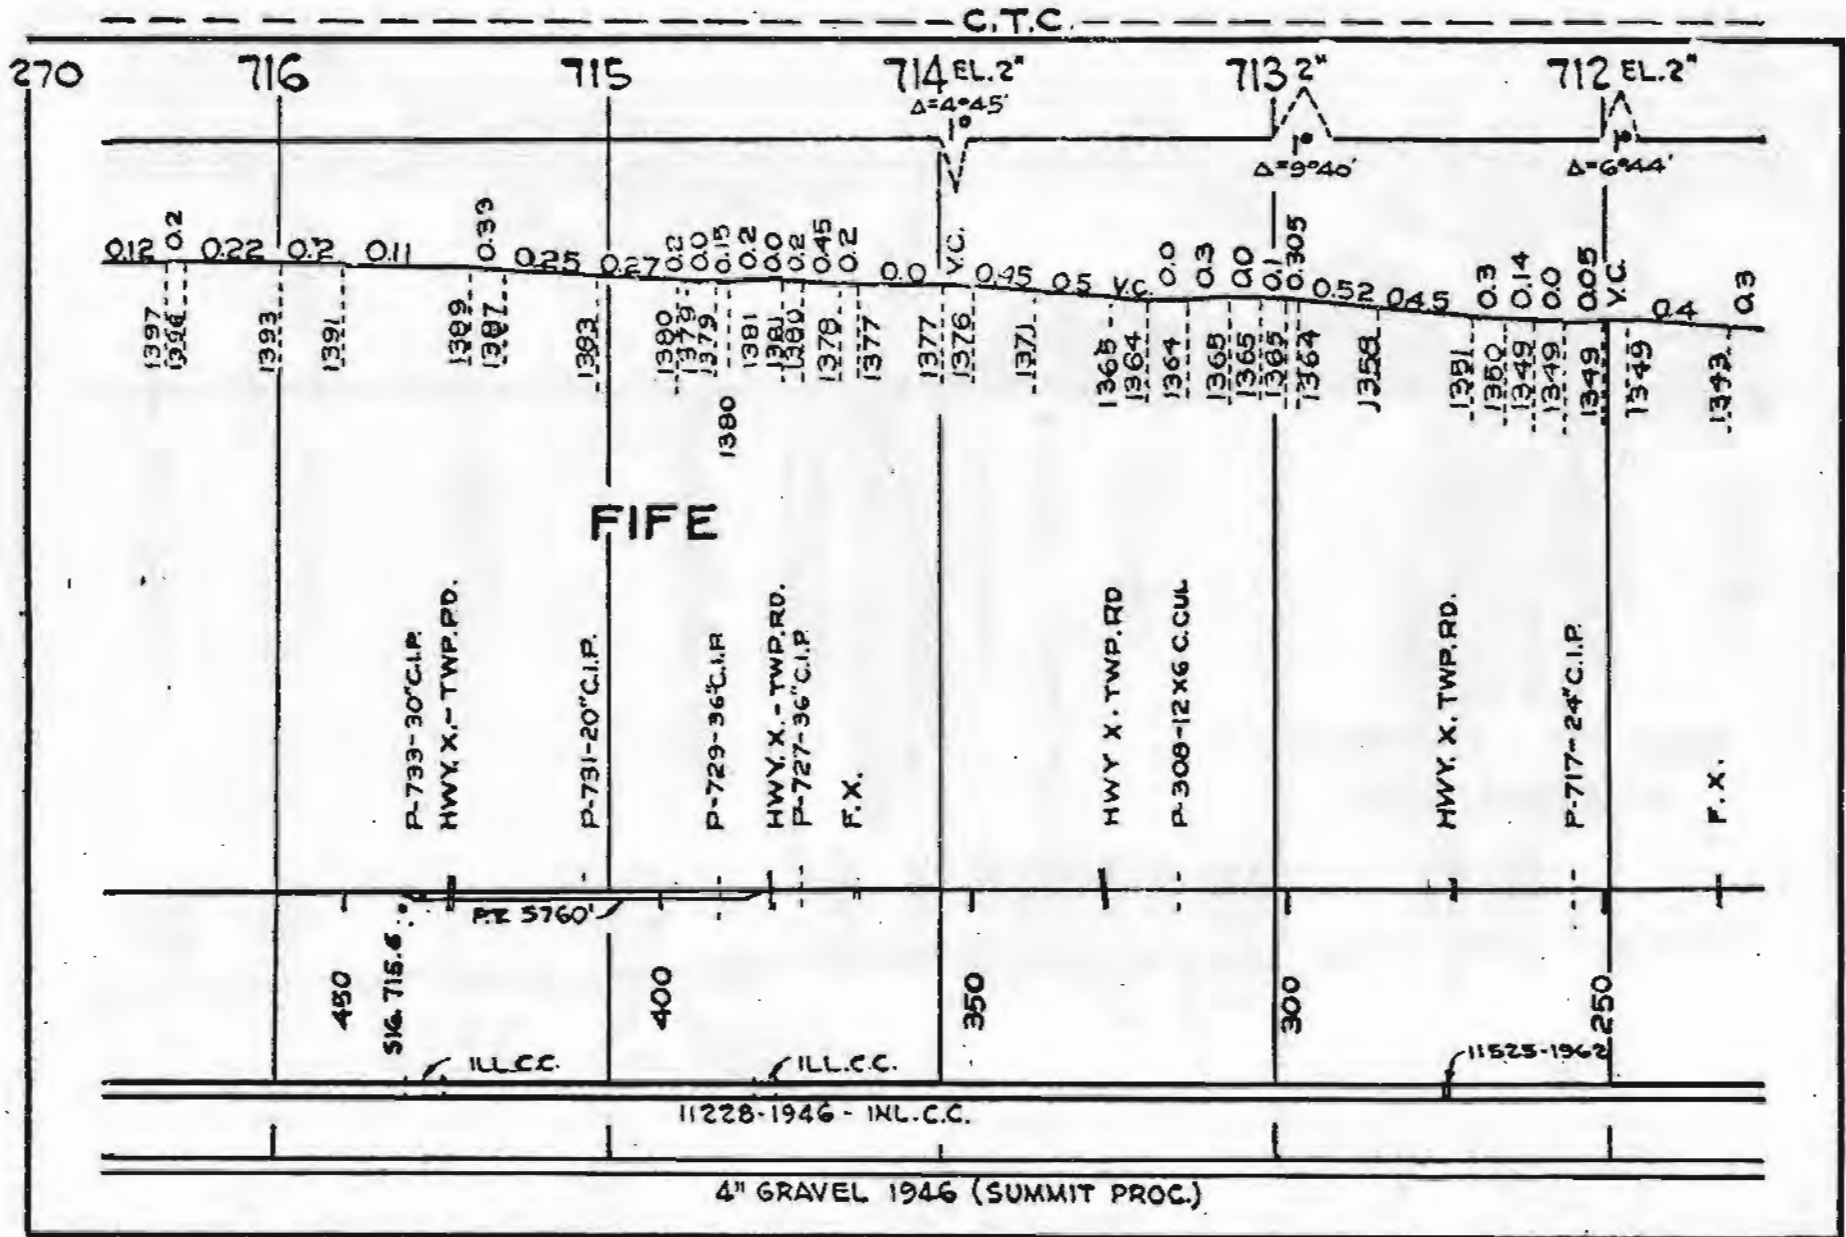 C.T.C.
270 716 715 714 EL.2" 713 2" 712 EL.2"
Δ=4°45'
1° 1° 1°
Δ=9°40' Δ=6°44'
0.12 0.2 0.22 0.2 0.11 0.33 0.25 0.27 0.2 0.0 0.15 0.2 0.0 0.2 0.45 0.2 0.0 V.C. 0.45 0.5 V.C. 0.0 0.3 0.0 0.1 0.305 0.52 0.45 0.3 0.14 0.0 0.05 V.C. 0.4 0.3
1397 1396 1393 1391 1389 1387 1383 1380 1379 1379 1381 1381 1380 1378 1377 1377 1376 1371 1365 1364 1364 1365 1365 1365 1364 1358 1351 1350 1349 1349 1349 1349 1343
1380
FIFE
P-733-30"C.I.P.
HWY. X.- TWP. RD.
P-731-20"C.I.P.
P-729-36"C.I.P.
HWY. X. - TWP. RD.
P-727-36"C.I.P.
F.X.
HWY X. TWP. RD
P-308-12X6 C.CUL
HWY. X. TWP. RD.
P-717-24"C.I.P.
F.X.
5760'
450 SIG. 715.6 400 350 300 250
ILL.C.C. ILL.C.C. 11525-1962
11228-1946 - INL.C.C.
4" GRAVEL 1946 (SUMMIT PROC.)